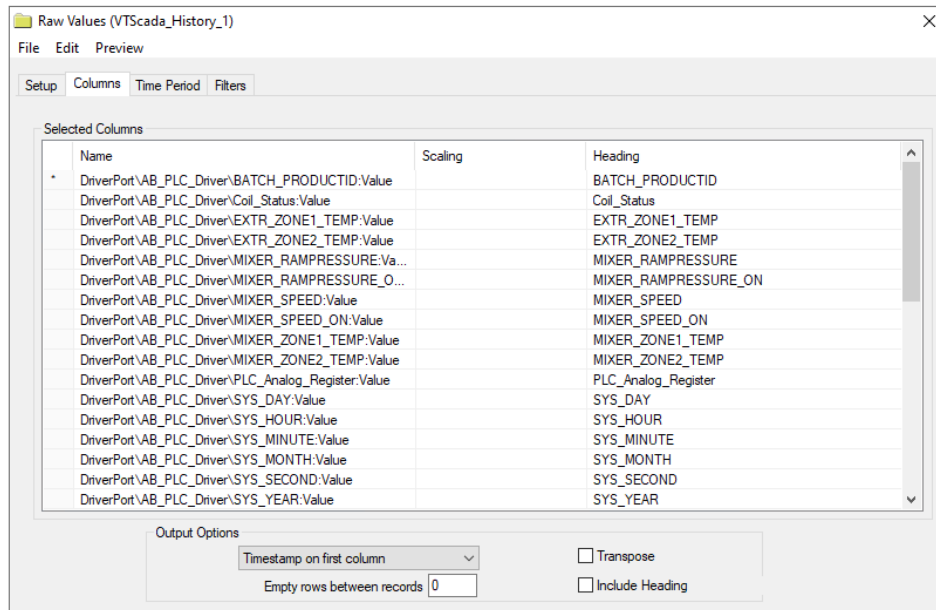 Raw Values (VTScada_History_1)
File Edit Preview
Setup Columns Time Period Filters
Selected Columns
Name Scaling Heading
* DriverPort\AB_PLC_Driver\BATCH_PRODUCTID:Value BATCH_PRODUCTID
DriverPort\AB_PLC_Driver\Coil_Status:Value Coil_Status
DriverPort\AB_PLC_Driver\EXTR_ZONE1_TEMP:Value EXTR_ZONE1_TEMP
DriverPort\AB_PLC_Driver\EXTR_ZONE2_TEMP:Value EXTR_ZONE2_TEMP
DriverPort\AB_PLC_Driver\MIXER_RAMPRESSURE:Va... MIXER_RAMPRESSURE
DriverPort\AB_PLC_Driver\MIXER_RAMPRESSURE_O... MIXER_RAMPRESSURE_ON
DriverPort\AB_PLC_Driver\MIXER_SPEED:Value MIXER_SPEED
DriverPort\AB_PLC_Driver\MIXER_SPEED_ON:Value MIXER_SPEED_ON
DriverPort\AB_PLC_Driver\MIXER_ZONE1_TEMP:Value MIXER_ZONE1_TEMP
DriverPort\AB_PLC_Driver\MIXER_ZONE2_TEMP:Value MIXER_ZONE2_TEMP
DriverPort\AB_PLC_Driver\PLC_Analog_Register:Value PLC_Analog_Register
DriverPort\AB_PLC_Driver\SYS_DAY:Value SYS_DAY
DriverPort\AB_PLC_Driver\SYS_HOUR:Value SYS_HOUR
DriverPort\AB_PLC_Driver\SYS_MINUTE:Value SYS_MINUTE
DriverPort\AB_PLC_Driver\SYS_MONTH:Value SYS_MONTH
DriverPort\AB_PLC_Driver\SYS_SECOND:Value SYS_SECOND
DriverPort\AB_PLC_Driver\SYS_YEAR:Value SYS_YEAR
Output Options
Timestamp on first column Transpose
Empty rows between records 0 Include Heading